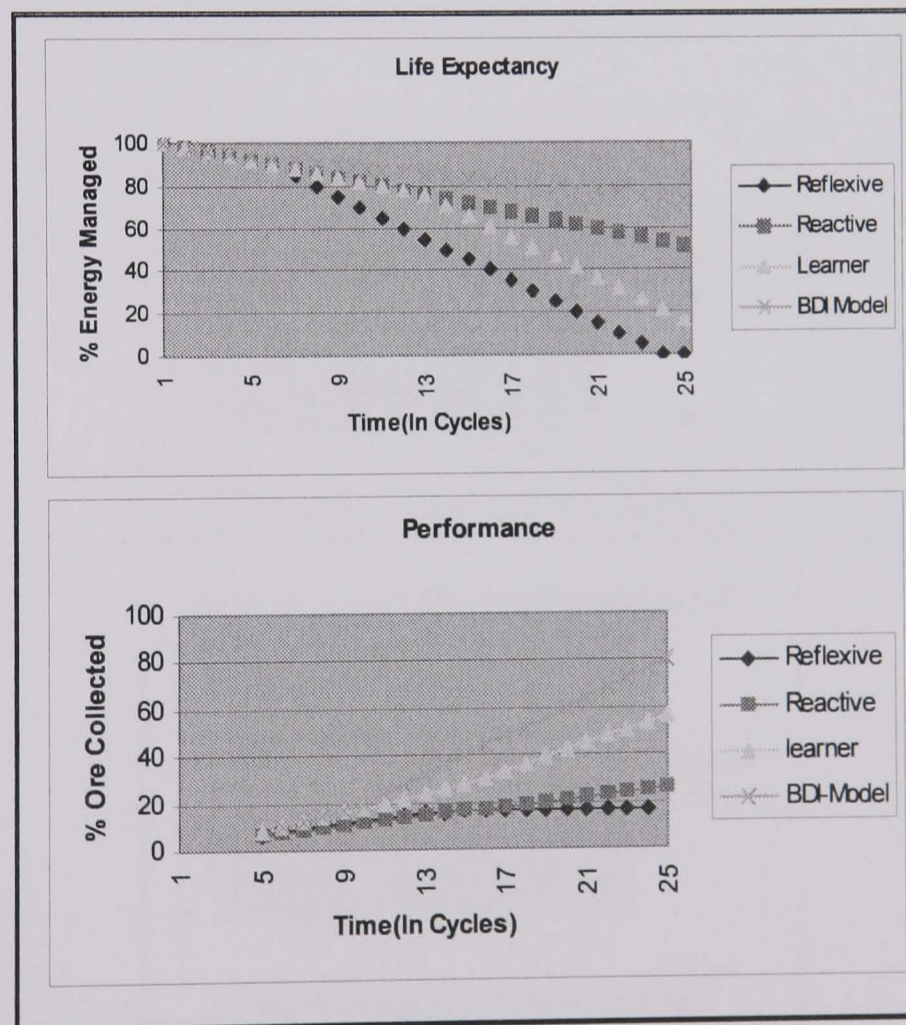 Life Expectancy
% Energy Managed
100
80
60
40
20
0
1 5 9 13 17 21 25
Time(In Cycles)
Reflexive
Reactive
Learner
BDI Model
Performance
% Ore Collected
100
80
60
40
20
0
1 5 9 13 17 21 25
Time(In Cycles)
Reflexive
Reactive
learner
BDI-Model